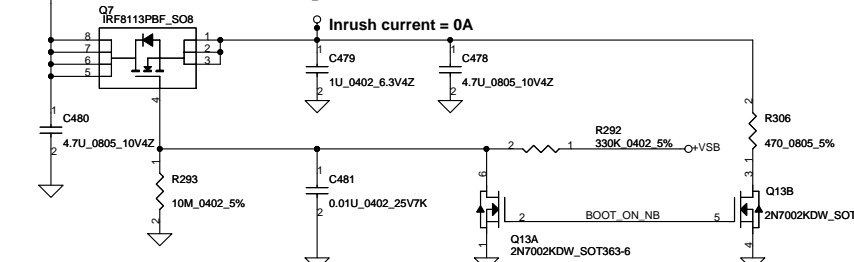 Q7
IRF8113PBF_SO8
Inrush current = 0A
8
7
6
5
1
2
3
4
1
C479
1U_0402_6.3V4Z
2
1
C478
4.7U_0805_10V4Z
2
1
C480
4.7U_0805_10V4Z
2
2
R306
470_0805_5%
1
R292
2
1
330K_0402_5%
+VSB
1
R293
10M_0402_5%
2
1
C481
0.01U_0402_25V7K
2
6
3
Q13B
2N7002KDW_SOT
2
BOOT_ON_NB
5
1
4
Q13A
2N7002KDW_SOT363-6